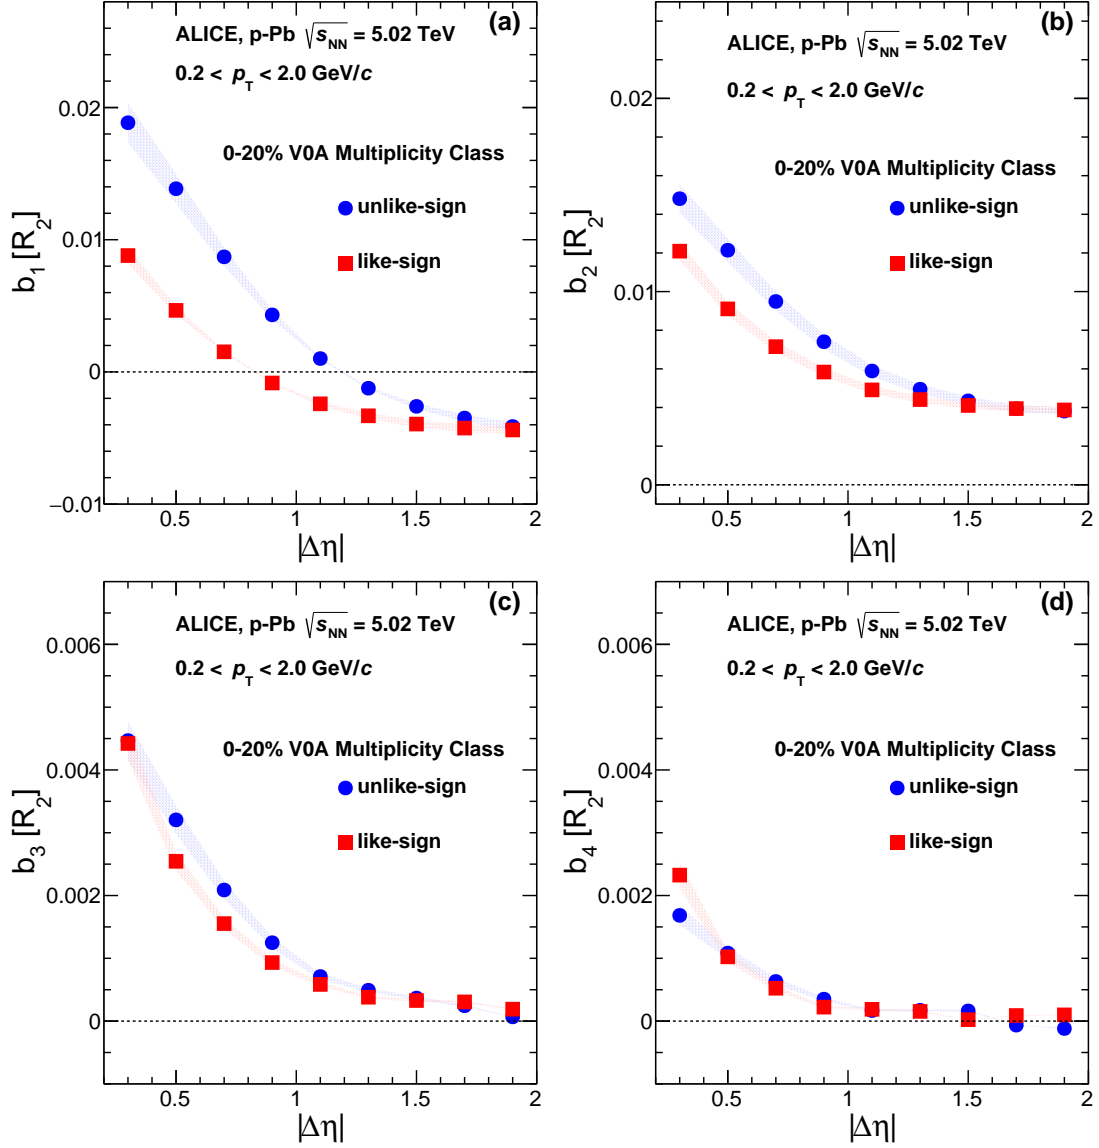 (a)
ALICE, p-Pb √s_NN = 5.02 TeV
0.2 < p_T < 2.0 GeV/c
0-20% V0A Multiplicity Class
unlike-sign
like-sign
b_1 [R_2]
0.02
0.01
0
−0.01
0.5 1 1.5 2
|Δη|
(b)
ALICE, p-Pb √s_NN = 5.02 TeV
0.2 < p_T < 2.0 GeV/c
0-20% V0A Multiplicity Class
unlike-sign
like-sign
b_2 [R_2]
0.02
0.01
0
0.5 1 1.5 2
|Δη|
(c)
ALICE, p-Pb √s_NN = 5.02 TeV
0.2 < p_T < 2.0 GeV/c
0-20% V0A Multiplicity Class
unlike-sign
like-sign
b_3 [R_2]
0.006
0.004
0.002
0
0.5 1 1.5 2
|Δη|
(d)
ALICE, p-Pb √s_NN = 5.02 TeV
0.2 < p_T < 2.0 GeV/c
0-20% V0A Multiplicity Class
unlike-sign
like-sign
b_4 [R_2]
0.006
0.004
0.002
0
0.5 1 1.5 2
|Δη|